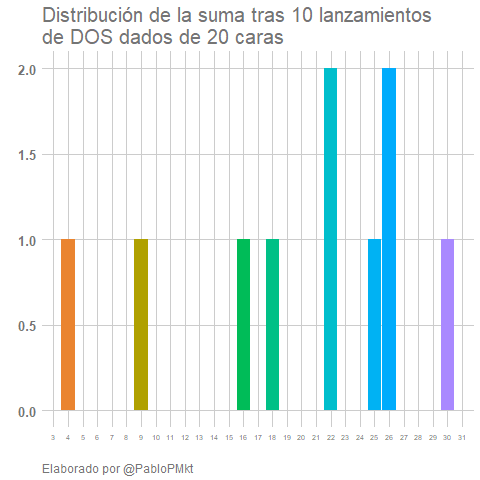 Distribución de la suma tras 10 lanzamientos
de DOS dados de 20 caras
2.0
1.5
1.0
0.5
0.0
3 4 5 6 7 8 9 10 11 12 13 14 15 16 17 18 19 20 21 22 23 24 25 26 27 28 29 30 31
Elaborado por @PabloPMkt